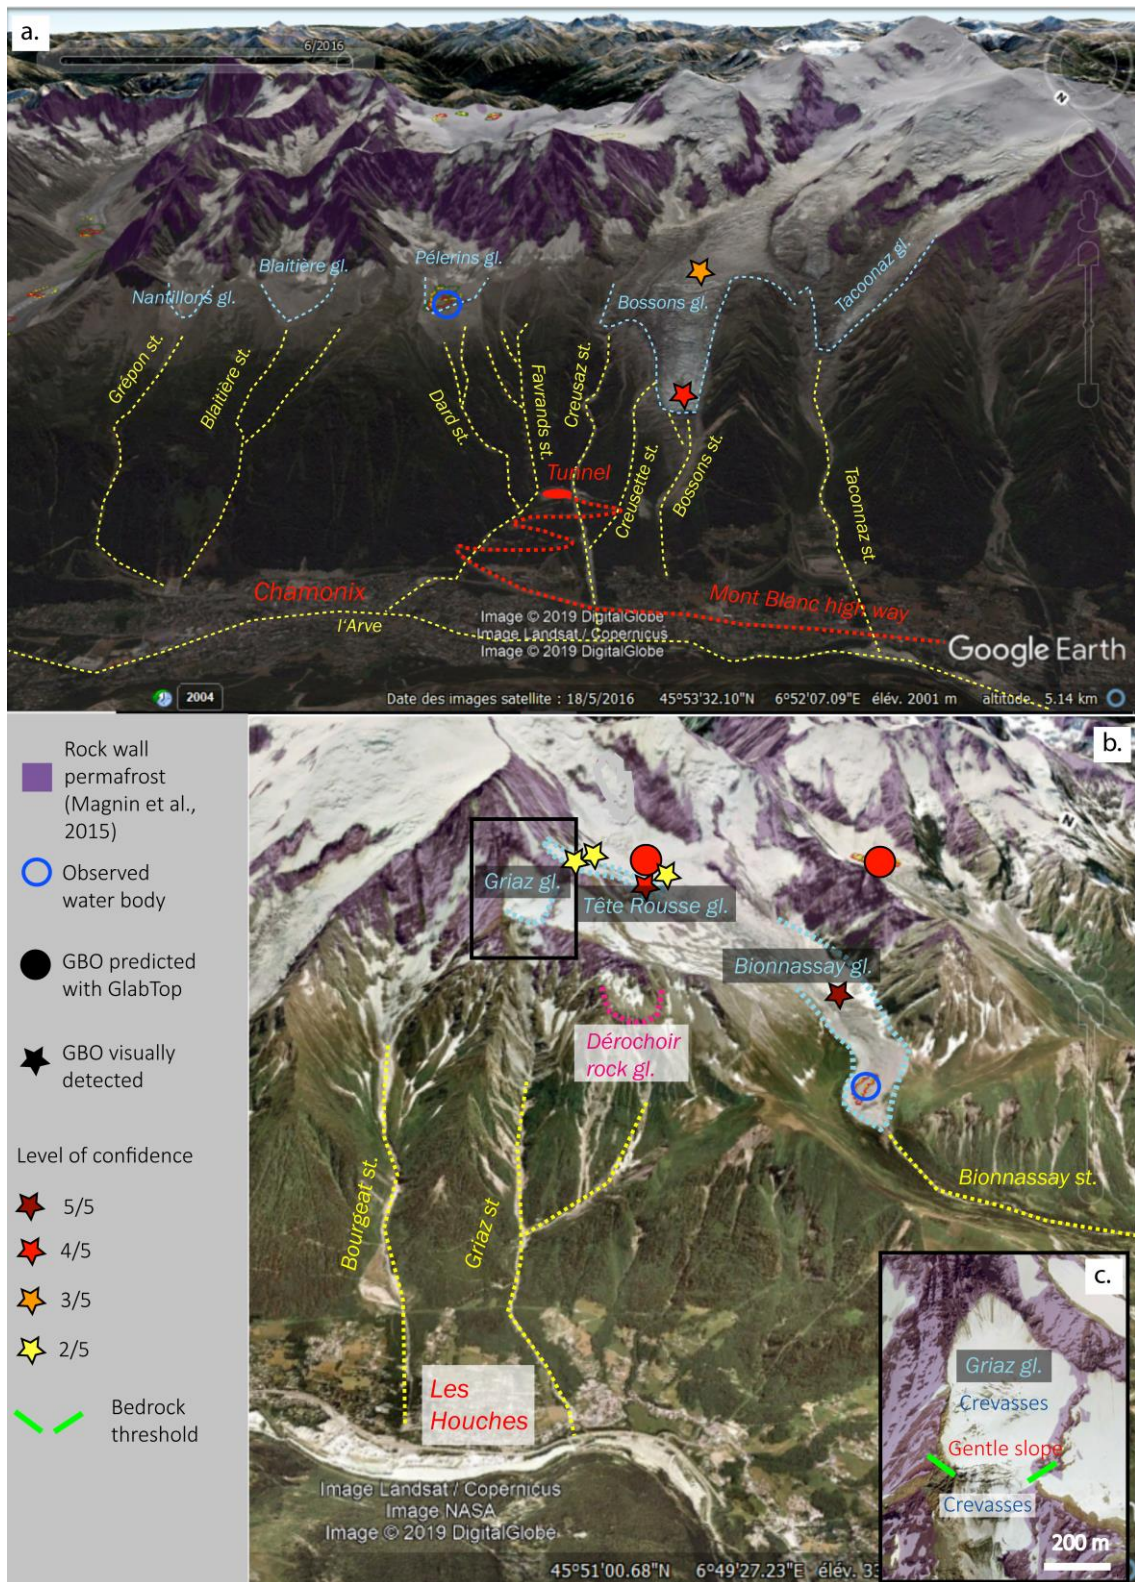 a.
6/2016
N
Nantillons gl.
Blaitière gl.
Pélerins gl.
Bossons gl.
Tacoonaz gl.
Grépon st.
Blaitière st.
Dard st.
Favrands st.
Creusaz st.
Creusette st.
Bossons st.
Taconnaz st.
Tunnel
Chamonix
l'Arve
Mont Blanc high way
Image © 2019 DigitalGlobe
Image Landsat / Copernicus
Image © 2019 DigitalGlobe
Google Earth
2004
Date des images satellite : 18/5/2016 45°53'32.10"N 6°52'07.09"E élév. 2001 m altitude 5.14 km
Rock wall
permafrost
(Magnin et al.,
2015)
Observed
water body
GBO predicted
with GlabTop
GBO visually
detected
Level of confidence
5/5
4/5
3/5
2/5
Bedrock
threshold
b.
N
Griaz gl.
Tête Rousse gl.
Bionnassay gl.
Dérochoir
rock gl.
Bourgeat st.
Griaz st
Bionnassay st.
Les
Houches
Image Landsat / Copernicus
Image NASA
Image © 2019 DigitalGlobe
45°51'00.68"N 6°49'27.23"E élév. 33
c.
Griaz gl.
Crevasses
Gentle slope
Crevasses
200 m